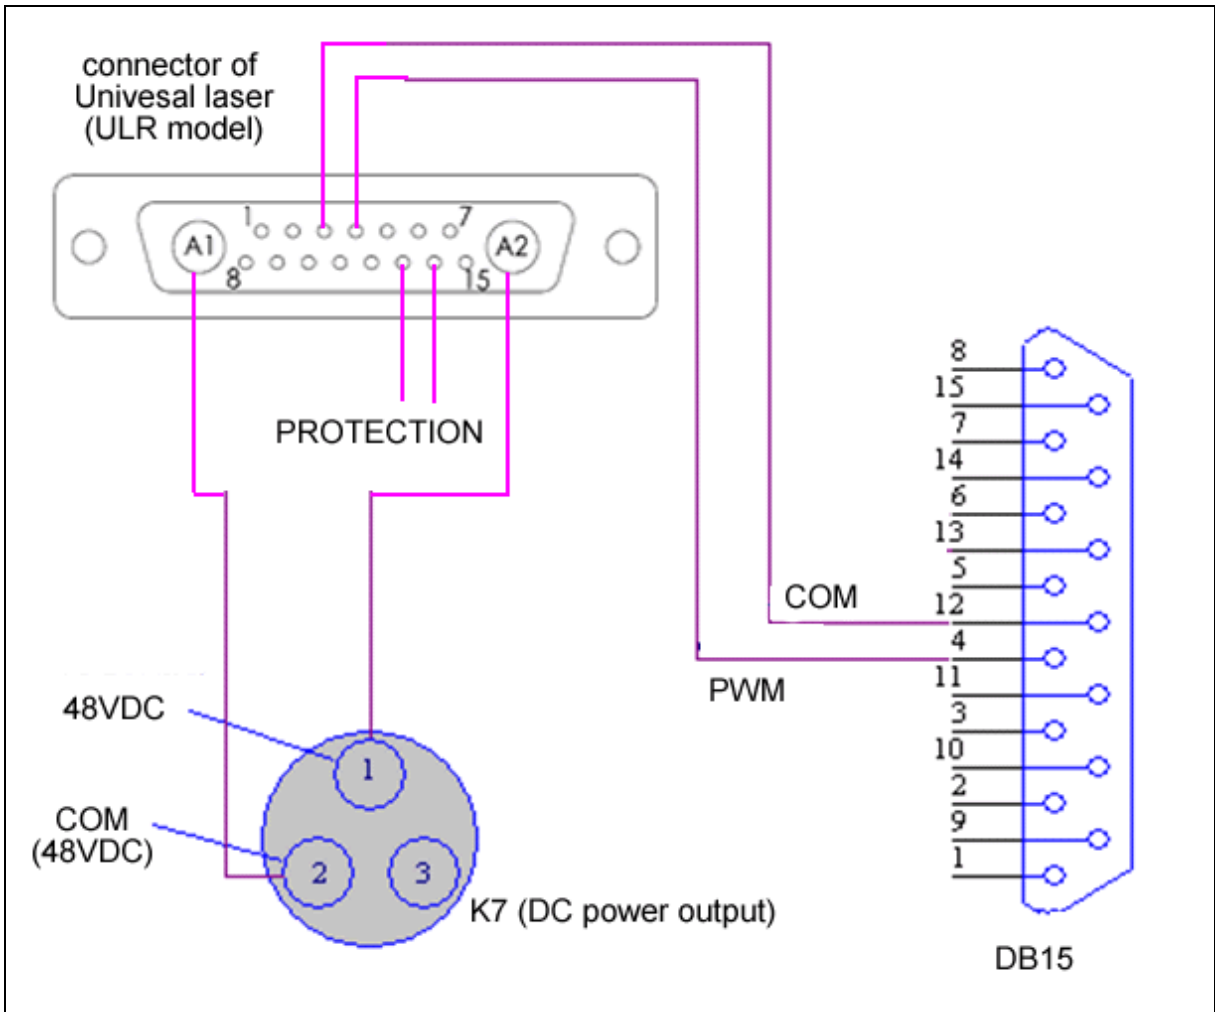 connector of
Univesal laser
(ULR model)
1
7
A1
A2
8
15
PROTECTION
8
15
7
14
6
13
5
COM
12
4
PWM
11
3
10
2
9
1
48VDC
1
COM
(48VDC)
2
3
K7 (DC power output)
DB15